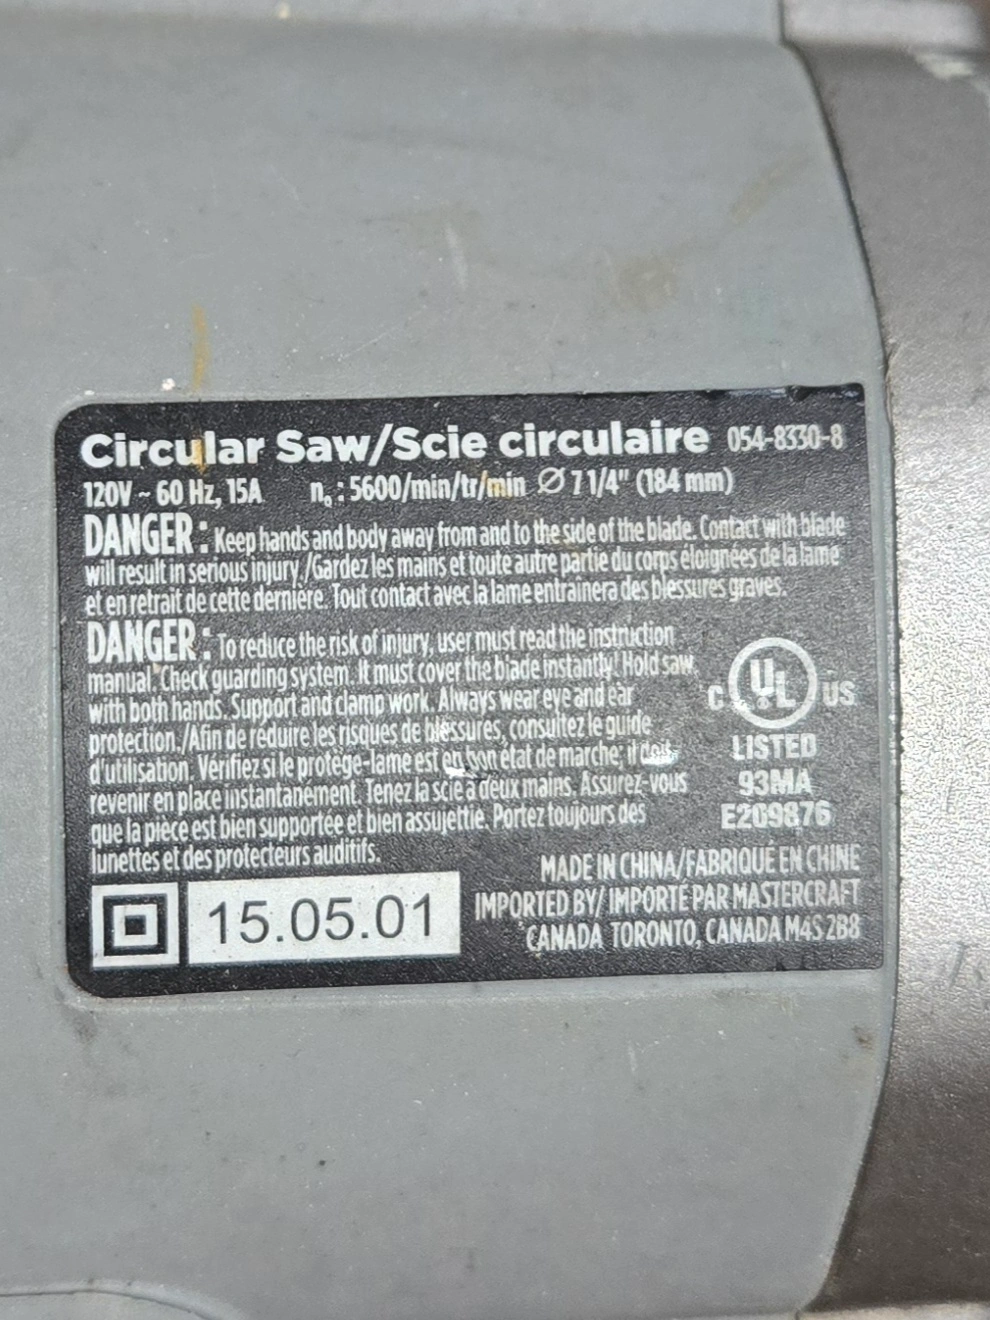 Circular Saw/Scie circulaire 054-8330-8
120V ~ 60 Hz, 15A n₀ : 5600/min/tr/min Ø 7 1/4" (184 mm)
DANGER : Keep hands and body away from and to the side of the blade. Contact with blade
will result in serious injury./Gardez les mains et toute autre partie du corps éloignées de la lame
et en retrait de cette dernière. Tout contact avec la lame entraînera des blessures graves.
DANGER : To reduce the risk of injury, user must read the instruction
manual. Check guarding system. It must cover the blade instantly! Hold saw
with both hands. Support and clamp work. Always wear eye and ear
protection./Afin de réduire les risques de blessures, consultez le guide
d'utilisation. Vérifiez si le protège-lame est en bon état de marche; il doit
revenir en place instantanément. Tenez la scie à deux mains. Assurez-vous
que la pièce est bien supportée et bien assujettie. Portez toujours des
lunettes et des protecteurs auditifs.
C UL US
LISTED
93MA
E209876
15.05.01
MADE IN CHINA/FABRIQUÉ EN CHINE
IMPORTED BY/ IMPORTÉ PAR MASTERCRAFT
CANADA TORONTO, CANADA M4S 2B8